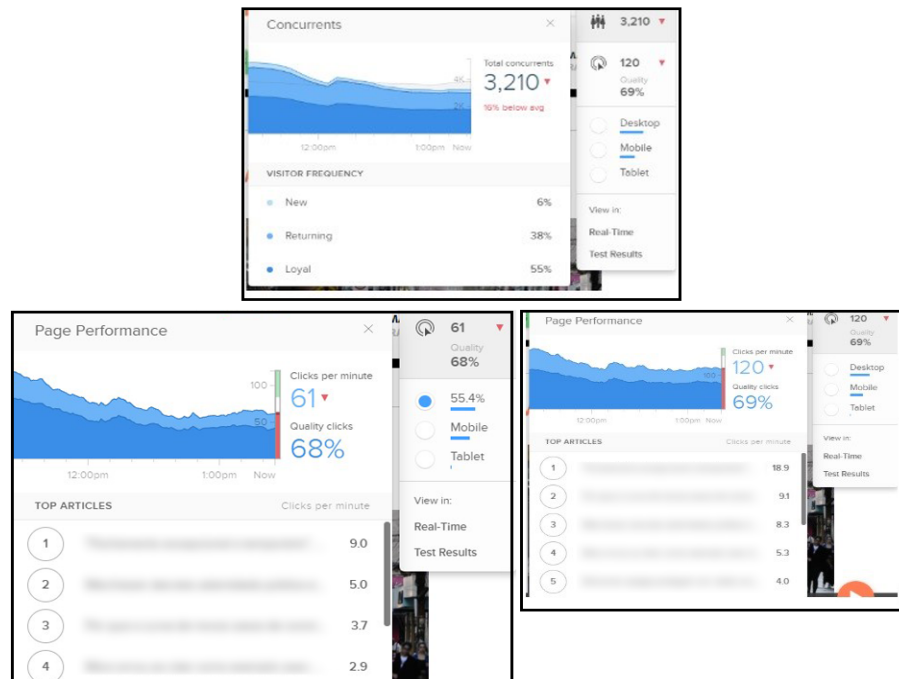 Concurrents
Total concurrents
3,210
16% below avg
4K
2K
12:00pm 1:00pm Now
VISITOR FREQUENCY
New 6%
Returning 38%
Loyal 55%
3,210
120
Quality
69%
Desktop
Mobile
Tablet
View in:
Real-Time
Test Results
Page Performance
Clicks per minute
61
Quality clicks
68%
100
50
12:00pm 1:00pm Now
TOP ARTICLES Clicks per minute
1 9.0
2 5.0
3 3.7
4 2.9
61
Quality
68%
55.4%
Mobile
Tablet
View in:
Real-Time
Test Results
Page Performance
Clicks per minute
120
Quality clicks
69%
100
12:00pm 1:00pm Now
TOP ARTICLES Clicks per minute
1 18.9
2 9.1
3 8.3
4 5.3
5 4.0
120
Quality
69%
Desktop
Mobile
Tablet
View in:
Real-Time
Test Results